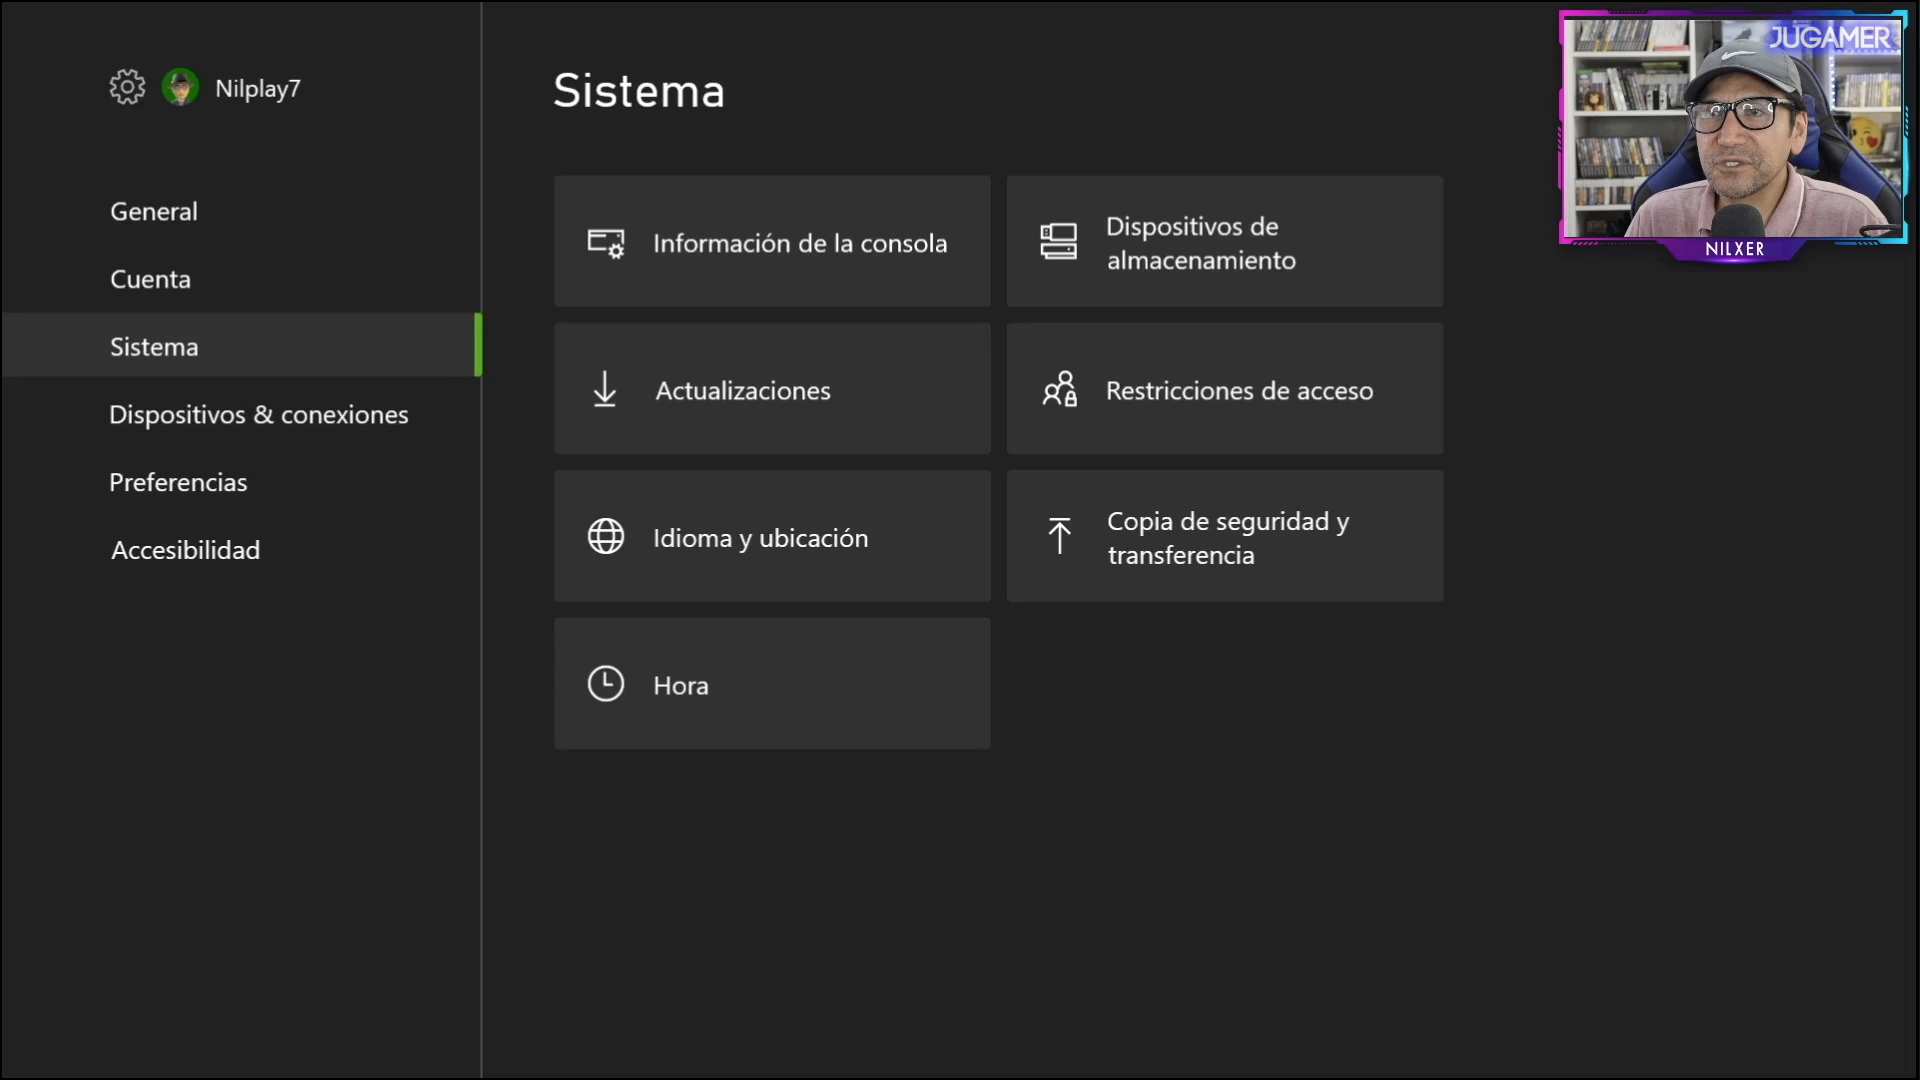 Nilplay7
General
Cuenta
Sistema
Dispositivos & conexiones
Preferencias
Accesibilidad
Sistema
Información de la consola
Dispositivos de
almacenamiento
Actualizaciones
Restricciones de acceso
Idioma y ubicación
Copia de seguridad y
transferencia
Hora
JUGAMER
NILXER